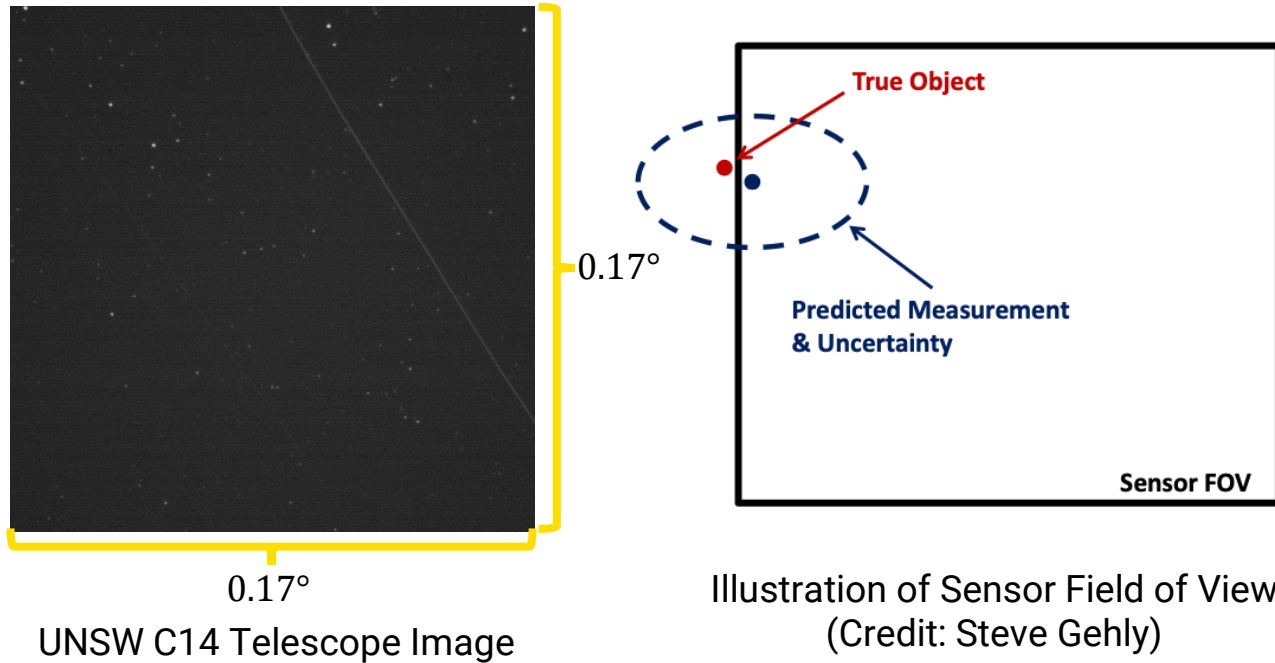 0.17°
0.17°
UNSW C14 Telescope Image
True Object
Predicted Measurement
& Uncertainty
Sensor FOV
Illustration of Sensor Field of View
(Credit: Steve Gehly)